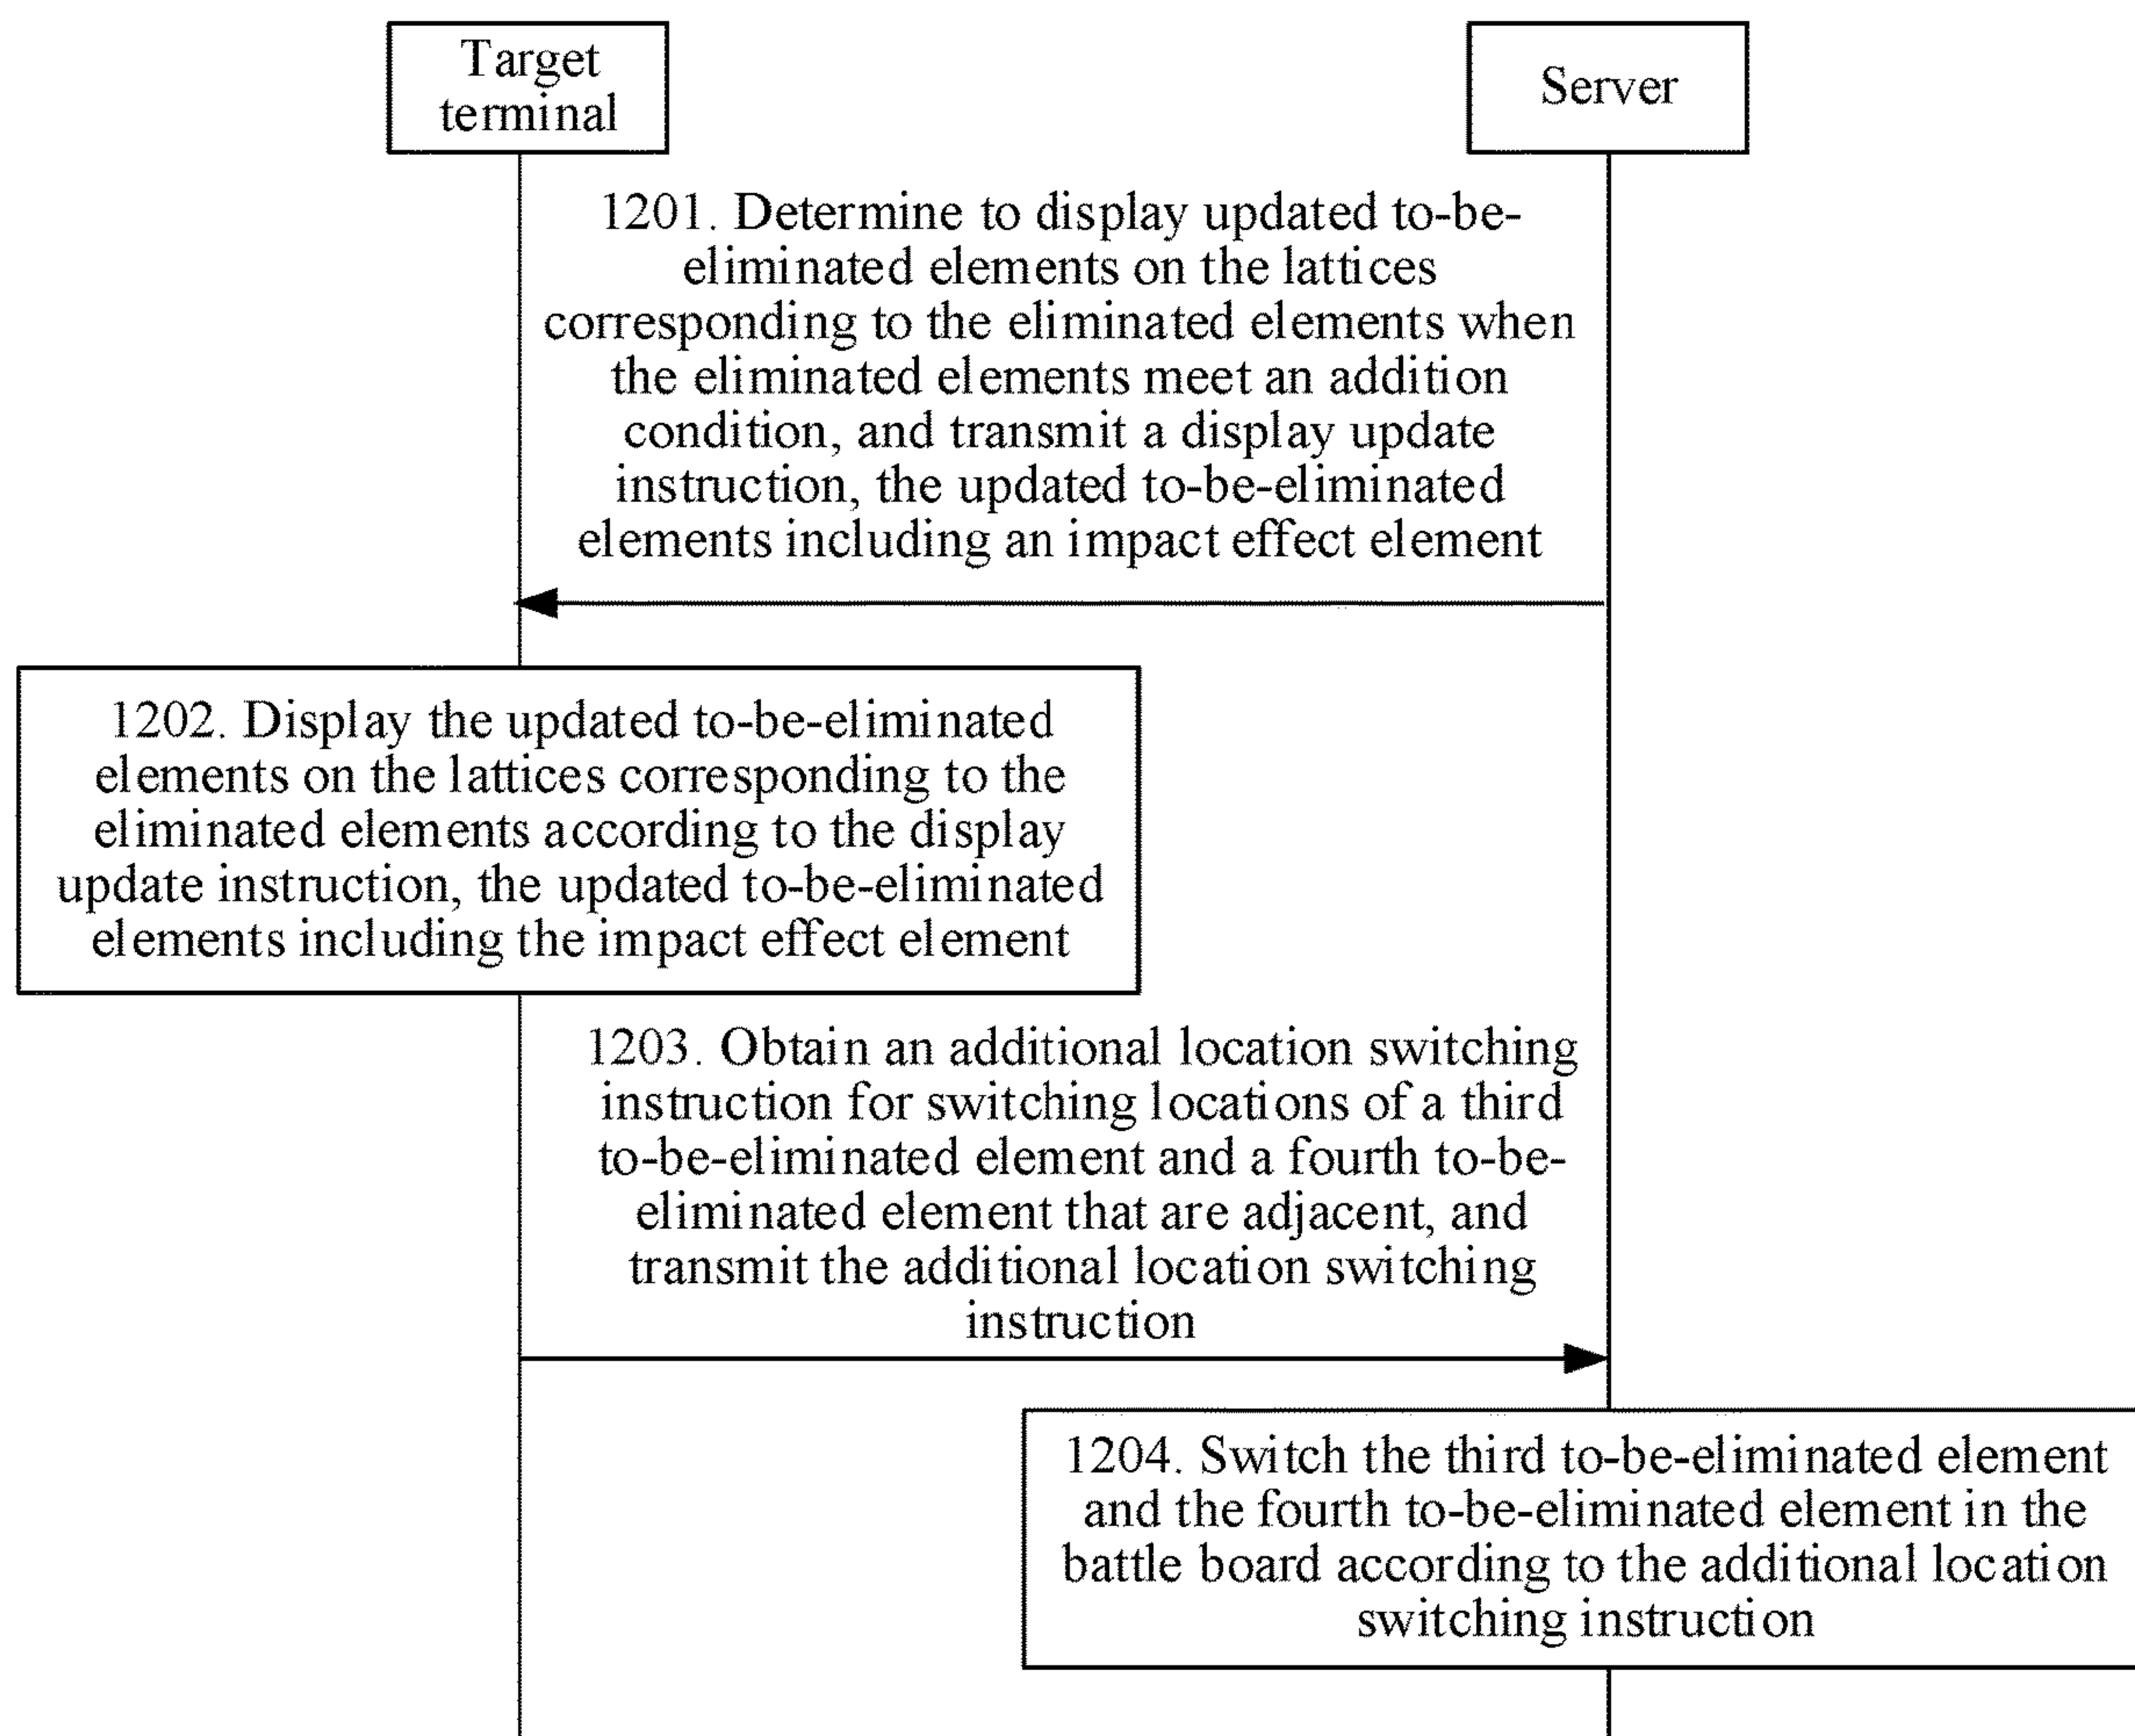 Target
terminal
Server
1201. Determine to display updated to-be-
eliminated elements on the lattices
corresponding to the eliminated elements when
the eliminated elements meet an addition
condition, and transmit a display update
instruction, the updated to-be-eliminated
elements including an impact effect element
1202. Display the updated to-be-eliminated
elements on the lattices corresponding to the
eliminated elements according to the display
update instruction, the updated to-be-eliminated
elements including the impact effect element
1203. Obtain an additional location switching
instruction for switching locations of a third
to-be-eliminated element and a fourth to-be-
eliminated element that are adjacent, and
transmit the additional location switching
instruction
1204. Switch the third to-be-eliminated element
and the fourth to-be-eliminated element in the
battle board according to the additional location
switching instruction